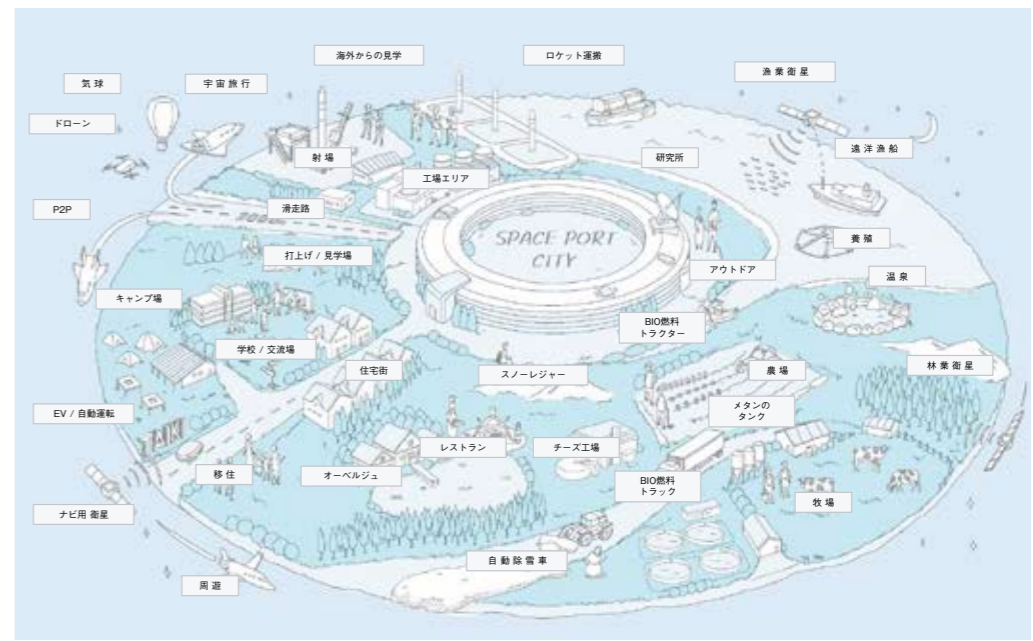 海外からの見学
ロケット運搬
漁業衛星
気球
宇宙旅行
ドローン
遠洋漁船
射場
研究所
工場エリア
P2P
滑走路
SPACE PORT
CITY
養殖
打上げ / 見学場
アウトドア
温泉
キャンプ場
BIO燃料
トラクター
学校 / 交流場
住宅街
スノーレジャー
農場
林業衛星
メタンの
タンク
EV / 自動運転
レストラン
チーズ工場
移住
オーベルジュ
BIO燃料
トラック
牧場
ナビ用 衛星
自動除雪車
周遊